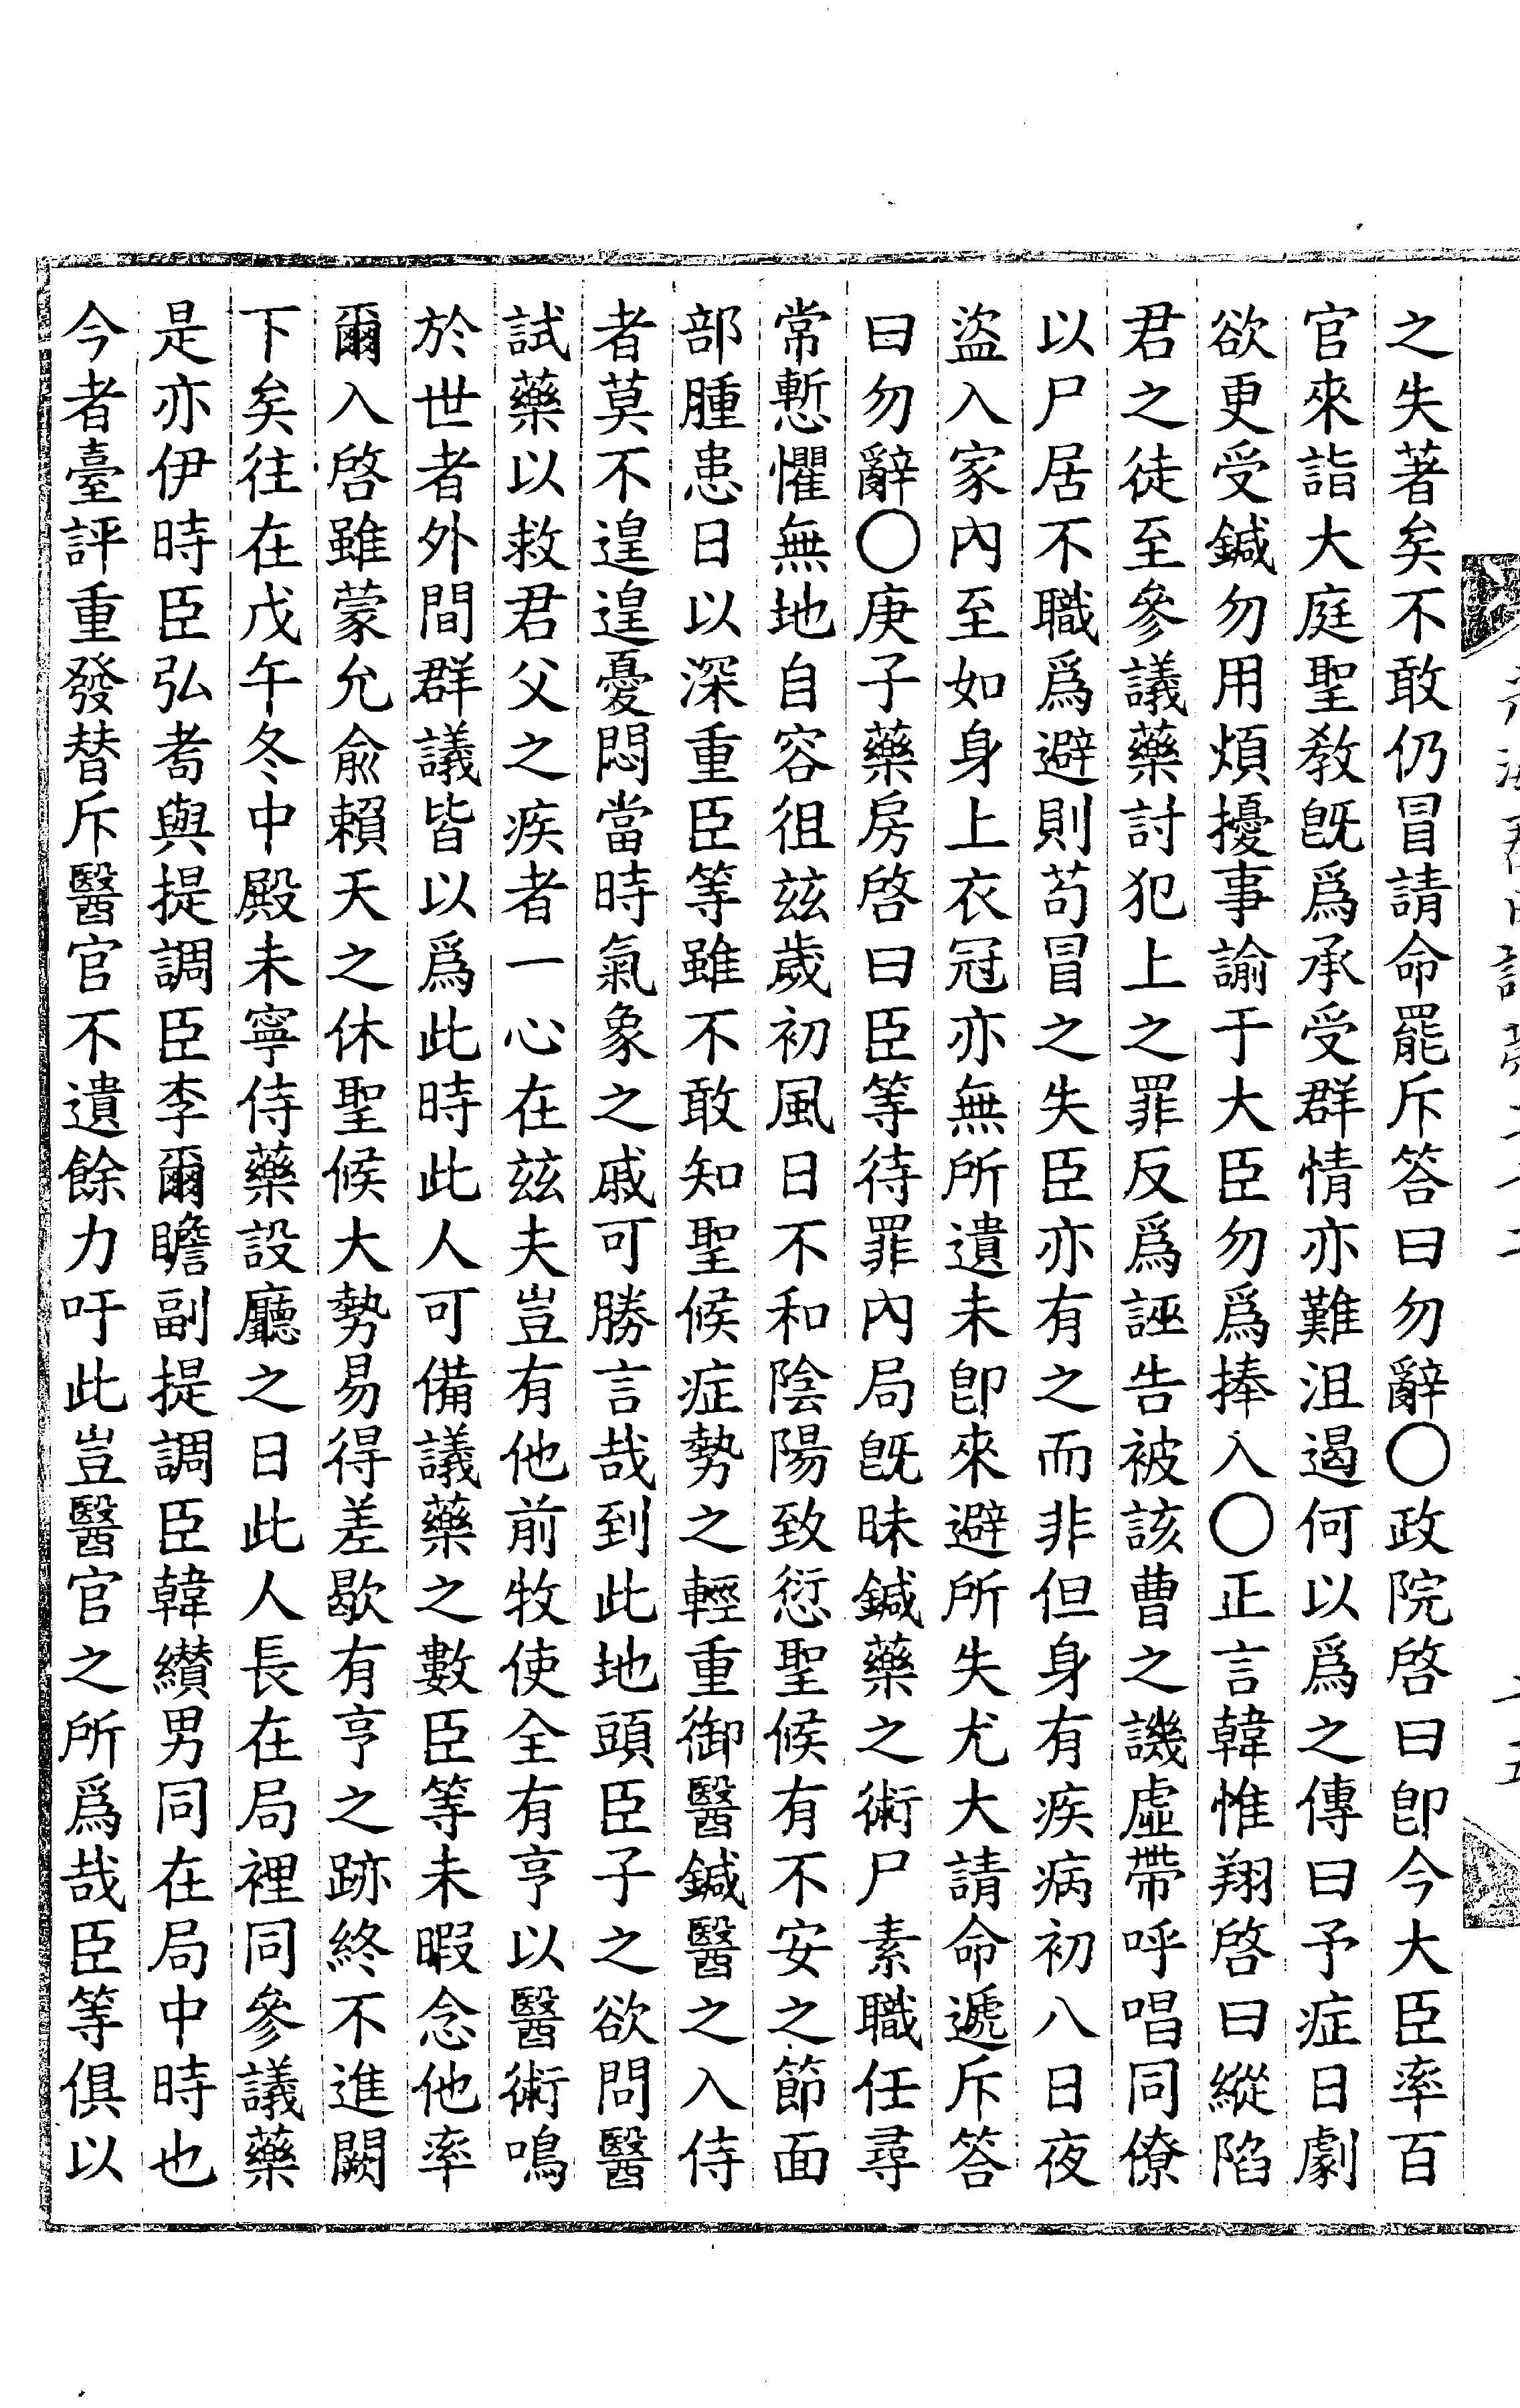 之失著矣不敢仍冒請命罷斥答曰勿辭○政院啓曰卽今大臣率百
官來詣大庭聖敎旣爲承受群情亦難沮遏何以爲之傳曰予症日劇
欲更受鍼勿用煩擾事諭于大臣勿爲捧入○正言韓惟翔啓曰縱陷
君之徒至參議藥討犯上之罪反爲誣告被該曹之譏虛帶呼唱同僚
以尸居不職爲避則苟冒之失臣亦有之而非但身有疾病初八日夜
盜入家內至如身上衣冠亦無所遺未卽來避所失尤大請命遞斥答
曰勿辭○庚子藥房啓曰臣等待罪內局旣昧鍼藥之術尸素職任尋
常慙懼無地自容徂玆歲初風日不和陰陽致愆聖候有不安之節面
部腫患日以深重臣等雖不敢知聖候症勢之輕重御醫鍼醫之入侍
者莫不遑遑憂悶當時氣象之戚可勝言哉到此地頭臣子之欲問醫
試藥以救君父之疾者一心在玆夫豈有他前牧使全有亨以醫術鳴
於世者外間群議皆以爲此時此人可備議藥之數臣等未暇念他率
爾入啓雖蒙允兪賴天之休聖候大勢易得差歇有亨之跡終不進闕
下矣往在戊午冬中殿未寧侍藥設廳之日此人長在局裡同參議藥
是亦伊時臣弘耉與提調臣李爾瞻副提調臣韓纘男同在局中時也
今者臺評重發替斥醫官不遺餘力吁此豈醫官之所爲哉臣等俱以